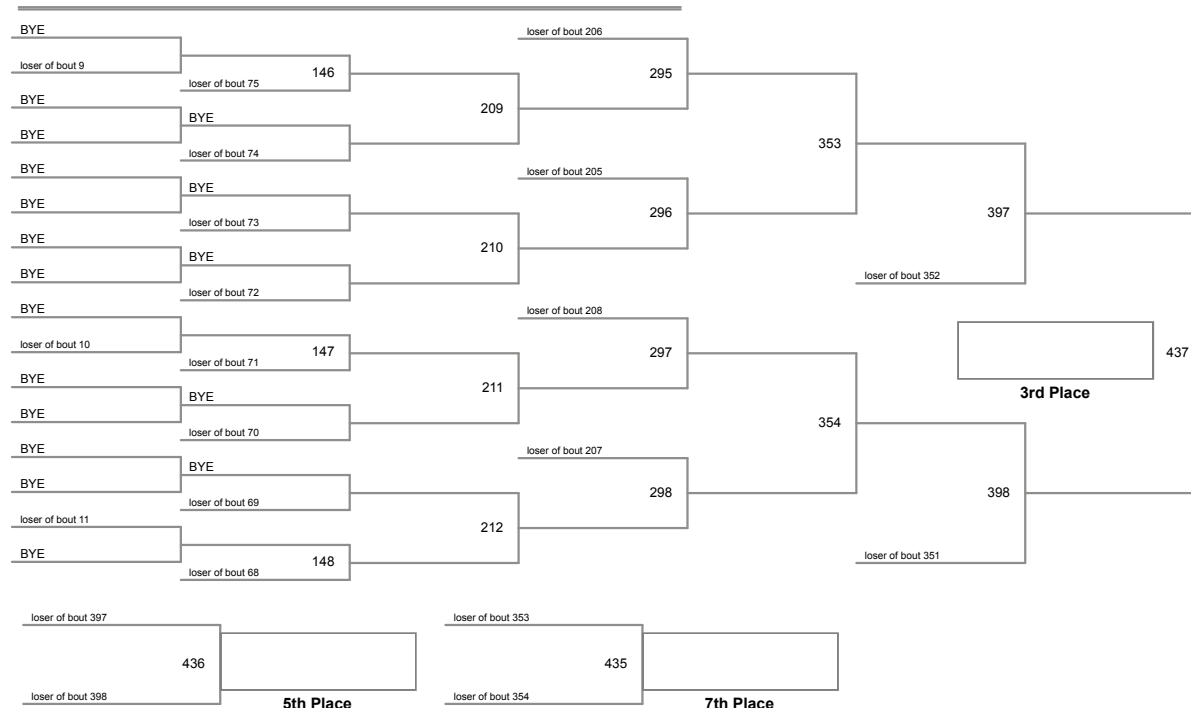 BYE
loser of bout 9
146
loser of bout 75
BYE
BYE
BYE
loser of bout 74
209
loser of bout 206
295
BYE
BYE
BYE
loser of bout 73
BYE
BYE
BYE
loser of bout 72
210
loser of bout 205
296
353
BYE
loser of bout 10
147
loser of bout 71
BYE
BYE
BYE
loser of bout 70
211
loser of bout 208
297
BYE
BYE
BYE
loser of bout 69
loser of bout 11
BYE
148
loser of bout 68
212
loser of bout 207
298
354
397
loser of bout 352
437
3rd Place
398
loser of bout 351
loser of bout 397
436
loser of bout 398
5th Place
loser of bout 353
435
loser of bout 354
7th Place